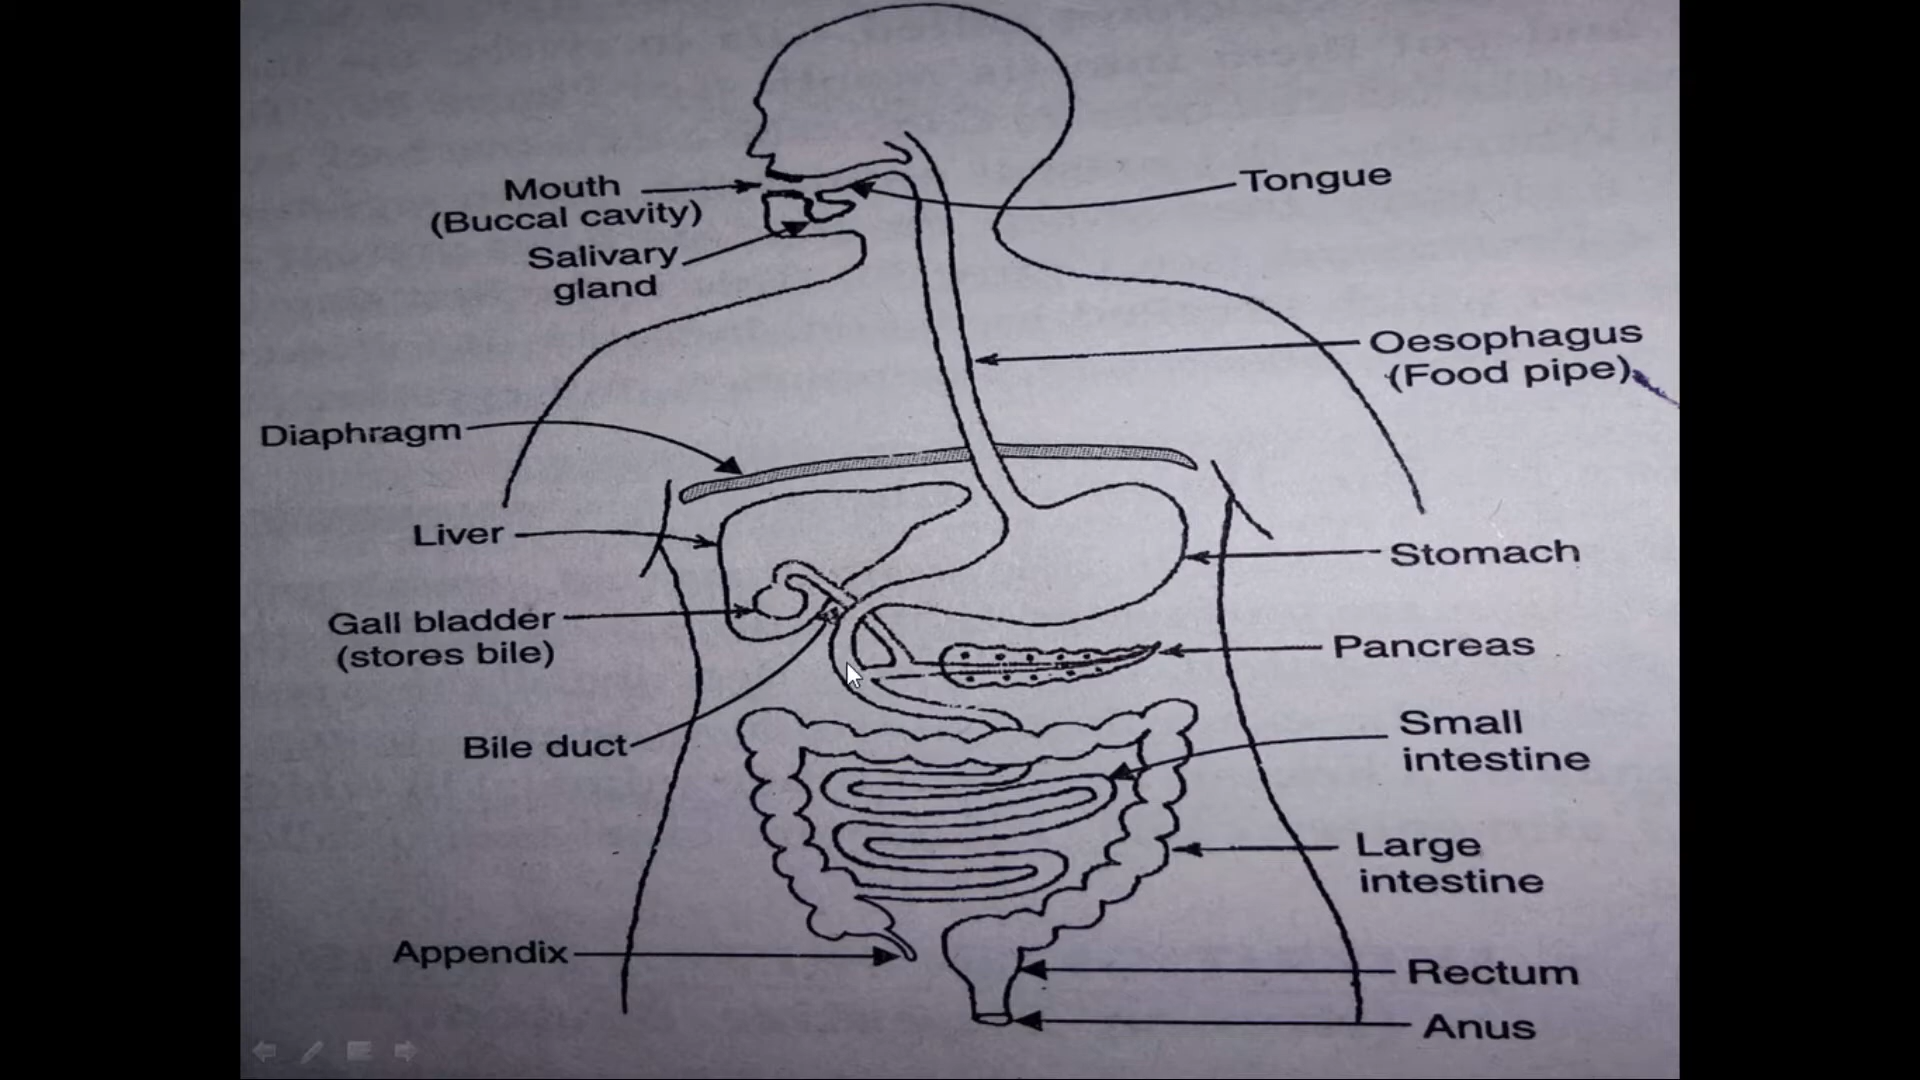 Mouth
(Buccal cavity)
Salivary
gland
Tongue
Oesophagus
(Food pipe)
Diaphragm
Liver
Stomach
Gall bladder
(stores bile)
Pancreas
Bile duct
Small
intestine
Large
intestine
Appendix
Rectum
Anus